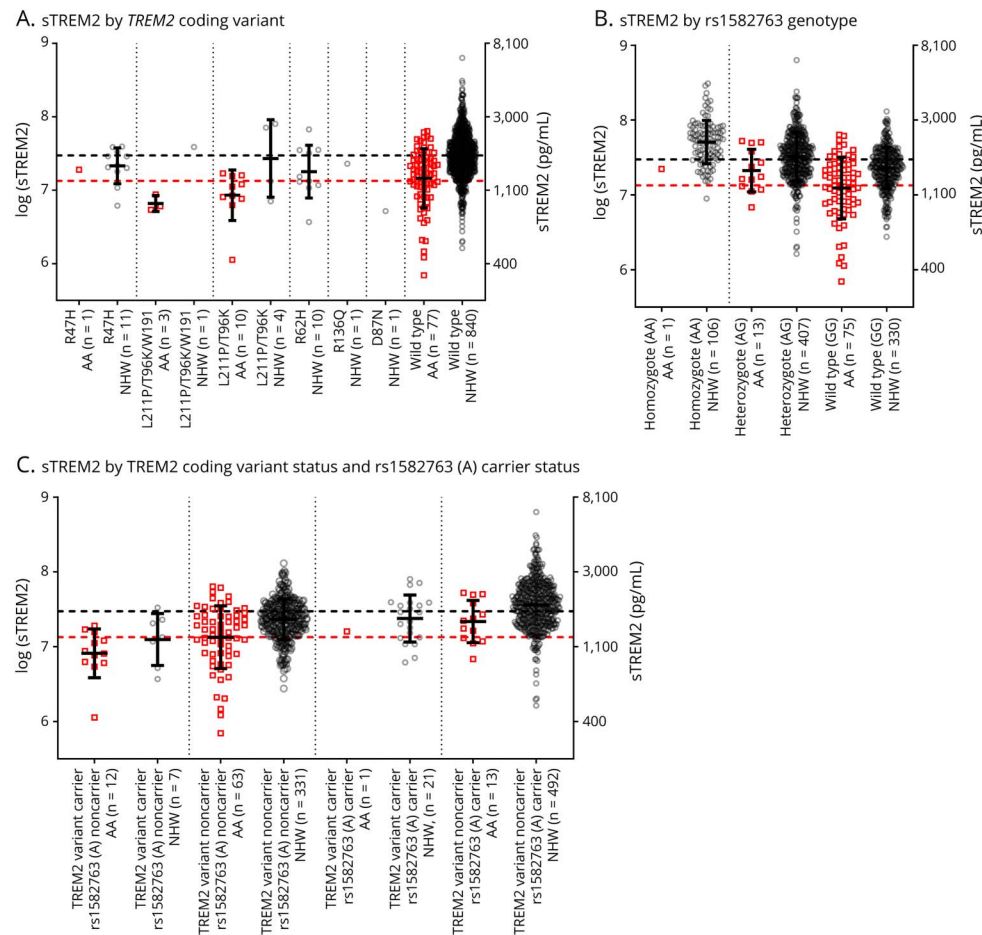 A. sTREM2 by TREM2 coding variant
9
8
7
6
log (sTREM2)
8,100
3,000
1,100
400
sTREM2 (pg/mL)
R47H
AA (n = 1)
R47H
NHW (n = 11)
L211P/T96K/W191
AA (n = 3)
L211P/T96K/W191
NHW (n = 1)
L211P/T96K
AA (n = 10)
L211P/T96K
NHW (n = 4)
R62H
NHW (n = 10)
R136Q
NHW (n = 1)
D87N
NHW (n = 1)
Wild type
AA (n = 77)
Wild type
NHW (n = 840)
B. sTREM2 by rs1582763 genotype
9
8
7
6
log (sTREM2)
8,100
3,000
1,100
400
sTREM2 (pg/mL)
Homozygote (AA)
AA (n = 1)
Homozygote (AA)
NHW (n = 106)
Heterozygote (AG)
AA (n = 13)
Heterozygote (AG)
NHW (n = 407)
Wild type (GG)
AA (n = 75)
Wild type (GG)
NHW (n = 330)
C. sTREM2 by TREM2 coding variant status and rs1582763 (A) carrier status
9
8
7
6
log (sTREM2)
8,100
3,000
1,100
400
sTREM2 (pg/mL)
TREM2 variant carrier
rs1582763 (A) noncarrier
AA (n = 12)
TREM2 variant carrier
rs1582763 (A) noncarrier
NHW (n = 7)
TREM2 variant noncarrier
rs1582763 (A) noncarrier
AA (n = 63)
TREM2 variant noncarrier
rs1582763 (A) noncarrier
NHW (n = 331)
TREM2 variant carrier
rs1582763 (A) carrier
AA (n = 1)
TREM2 variant carrier
rs1582763 (A) carrier
NHW, (n = 21)
TREM2 variant noncarrier
rs1582763 (A) carrier
AA (n = 13)
TREM2 variant noncarrier
rs1582763 (A) carrier
NHW (n = 492)